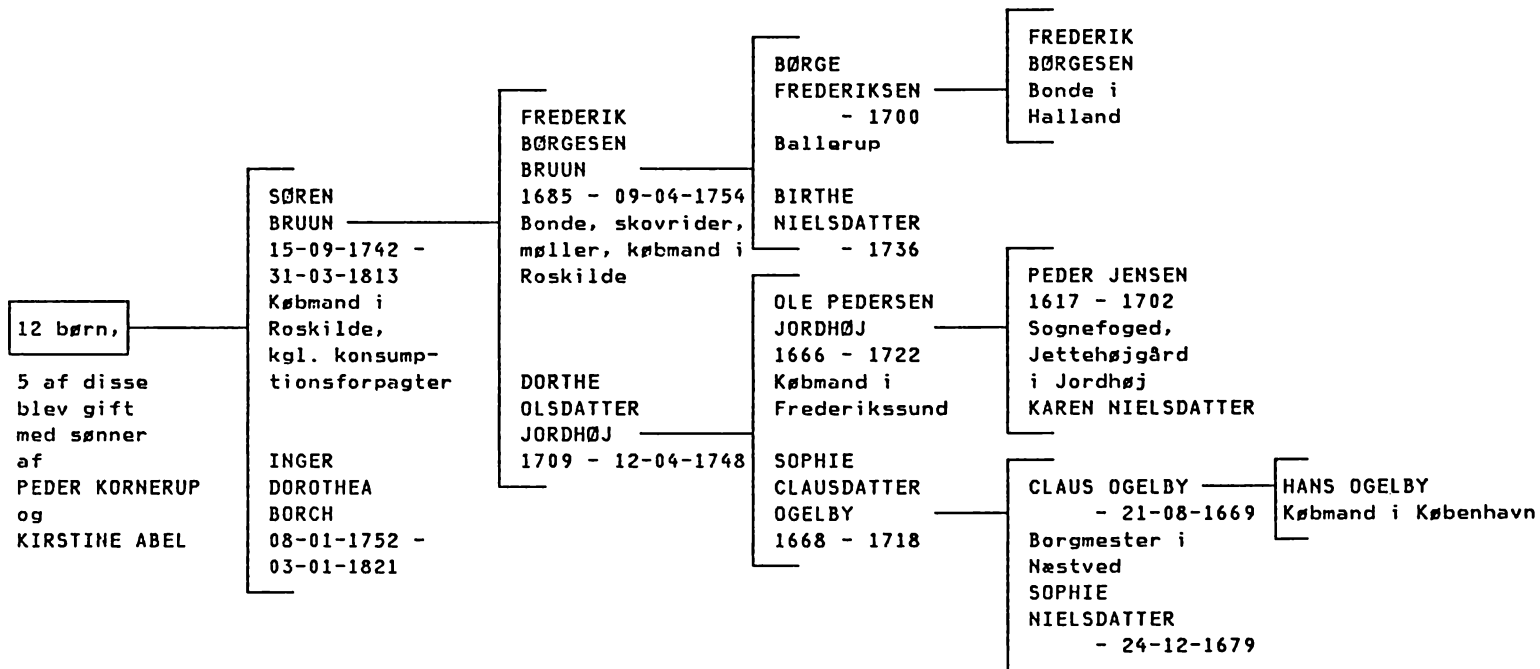 12 børn,
5 af disse
blev gift
med sønner
af
PEDER KORNERUP
og
KIRSTINE ABEL
SØREN
BRUUN
15-09-1742 -
31-03-1813
Købmand i
Roskilde,
kgl. konsump-
tionsforpagter
INGER
DOROTHEA
BORCH
08-01-1752 -
03-01-1821
FREDERIK
BØRGESEN
BRUUN
1685 - 09-04-1754
Bonde, skovrider,
møller, købmand i
Roskilde
DORTHE
OLSDATTER
JORDHØJ
1709 - 12-04-1748
BØRGE
FREDERIKSEN
- 1700
Ballerup
BIRTHE
NIELSDATTER
- 1736
OLE PEDERSEN
JORDHØJ
1666 - 1722
Købmand i
Frederikssund
SOPHIE
CLAUSDATTER
OGELBY
1668 - 1718
FREDERIK
BØRGESEN
Bonde i
Halland
PEDER JENSEN
1617 - 1702
Sognefoged,
Jettehøjgård
i Jordhøj
KAREN NIELSDATTER
CLAUS OGELBY
- 21-08-1669
Borgmester i
Næstved
SOPHIE
NIELSDATTER
- 24-12-1679
HANS OGELBY
Købmand i København